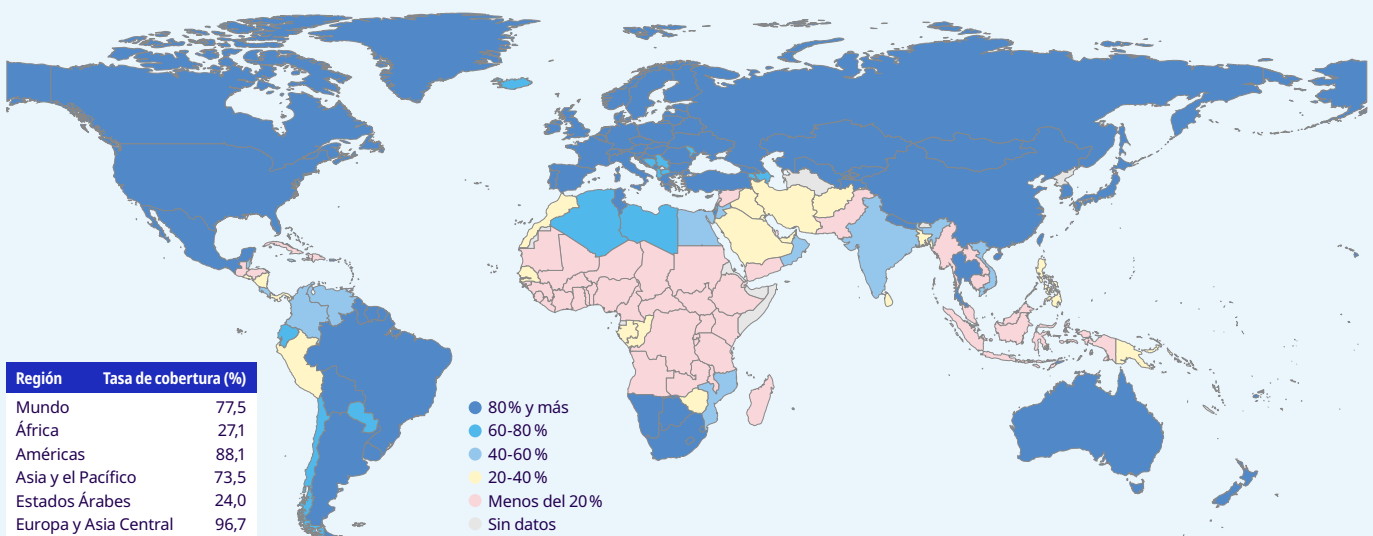 Región Tasa de cobertura (%)
Mundo 77,5
África 27,1
Américas 88,1
Asia y el Pacífico 73,5
Estados Árabes 24,0
Europa y Asia Central 96,7
80% y más
60-80 %
40-60 %
20-40 %
Menos del 20 %
Sin datos